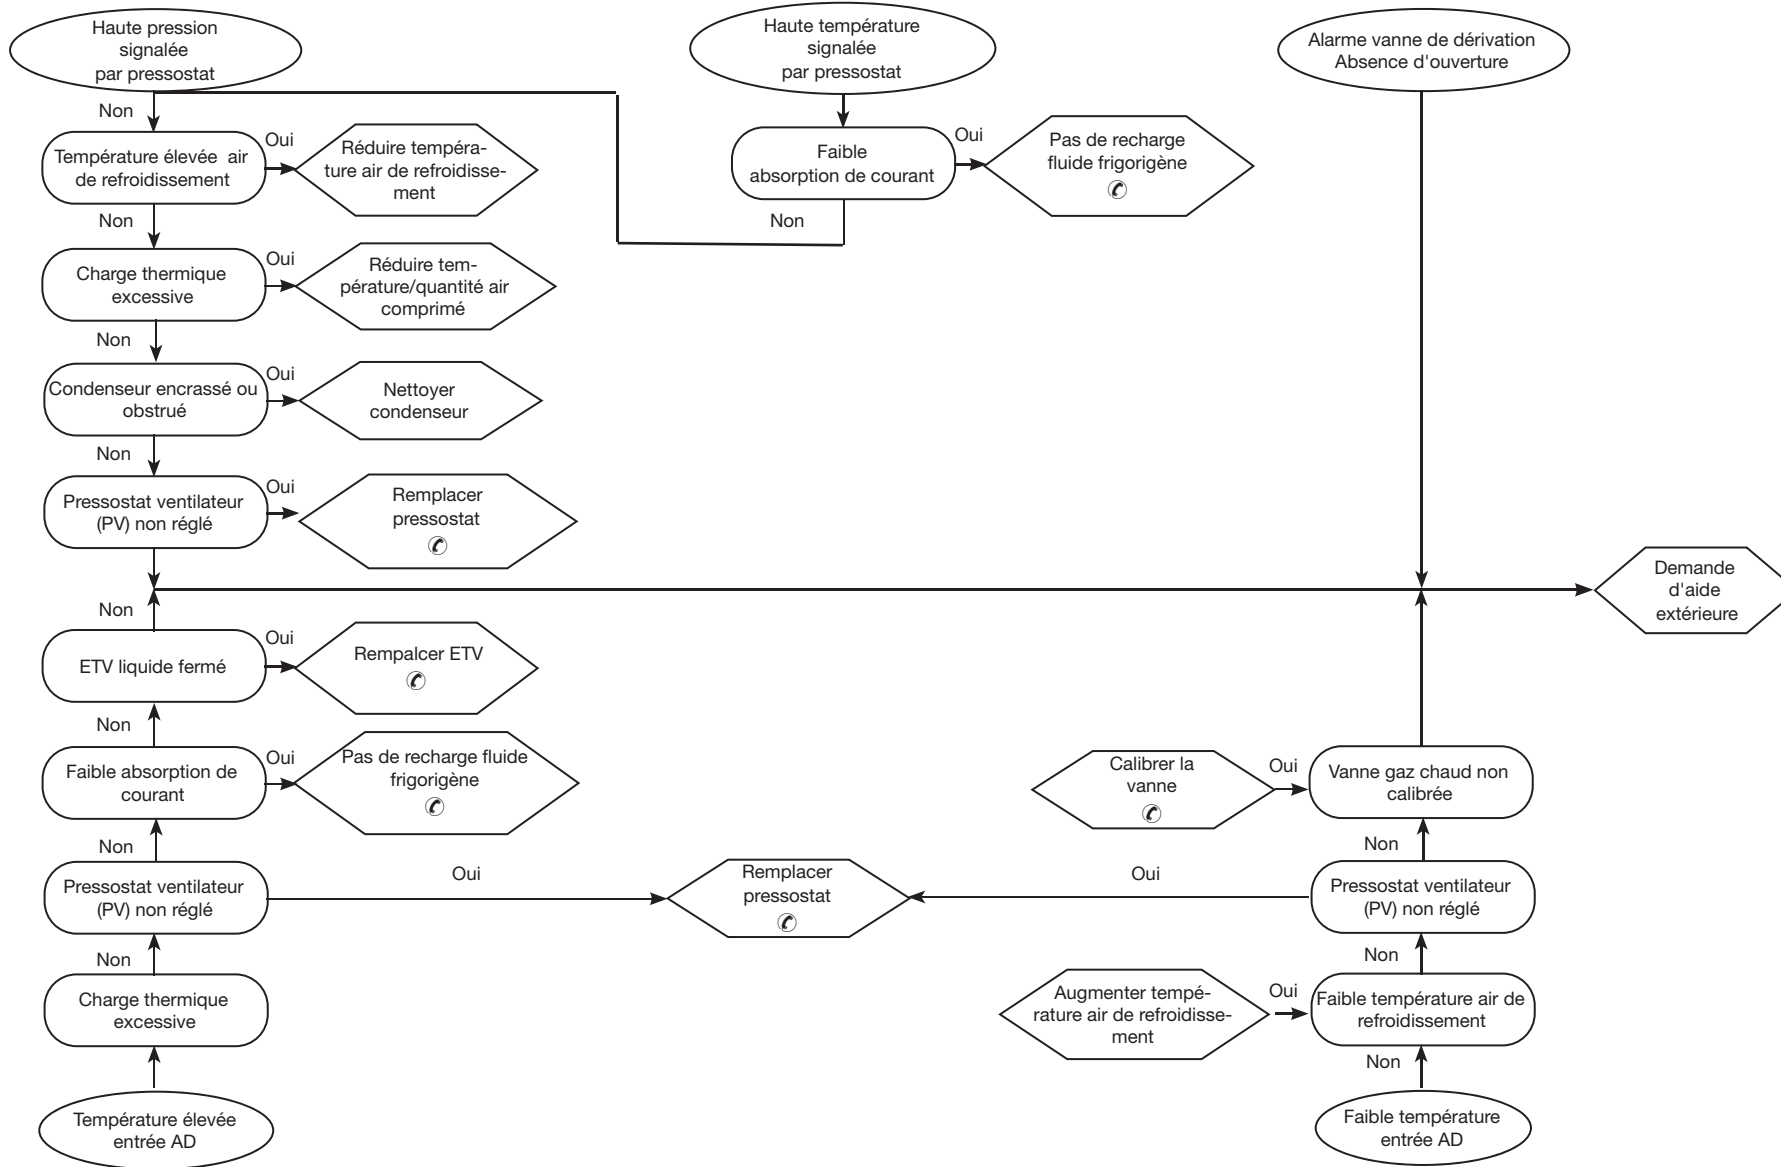 Haute pression
signalée
par pressostat
Non
Température élevée  air
de refroidissement
Oui
Réduire tempéra-
ture air de refroidisse-
ment
Non
Charge thermique
excessive
Oui
Réduire tem-
pérature/quantité air
comprimé
Non
Condenseur encrassé ou
obstrué
Oui
Nettoyer
condenseur
Non
Pressostat ventilateur
(PV) non réglé
Oui
Remplacer
pressostat
Haute température
signalée
par pressostat
Faible
absorption de courant
Oui
Pas de recharge
fluide frigorigène
Non
Alarme vanne de dérivation
Absence d'ouverture
Demande
d'aide
extérieure
Non
ETV liquide fermé
Oui
Rempalcer ETV
Non
Faible absorption de
courant
Oui
Pas de recharge fluide
frigorigène
Non
Pressostat ventilateur
(PV) non réglé
Oui
Remplacer
pressostat
Non
Charge thermique
excessive
Température élevée
entrée AD
Calibrer la
vanne
Oui
Vanne gaz chaud non
calibrée
Non
Oui
Pressostat ventilateur
(PV) non réglé
Non
Augmenter tempé-
rature air de refroidisse-
ment
Oui
Faible température air de
refroidissement
Non
Faible température
entrée AD